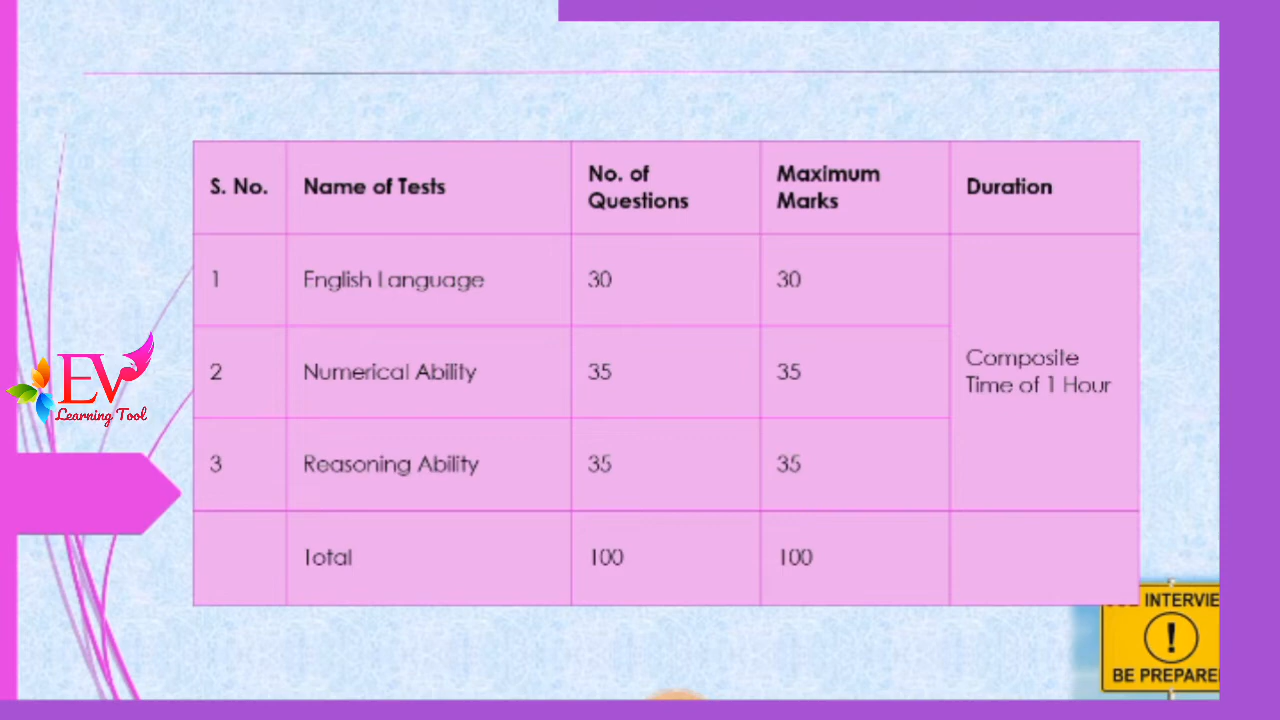 S. No. Name of Tests No. of Questions Maximum Marks Duration
1 English Language 30 30 Composite Time of 1 Hour
2 Numerical Ability 35 35
3 Reasoning Ability 35 35
Total 100 100
EV
Learning Tool
INTERVIE
!
BE PREPARE